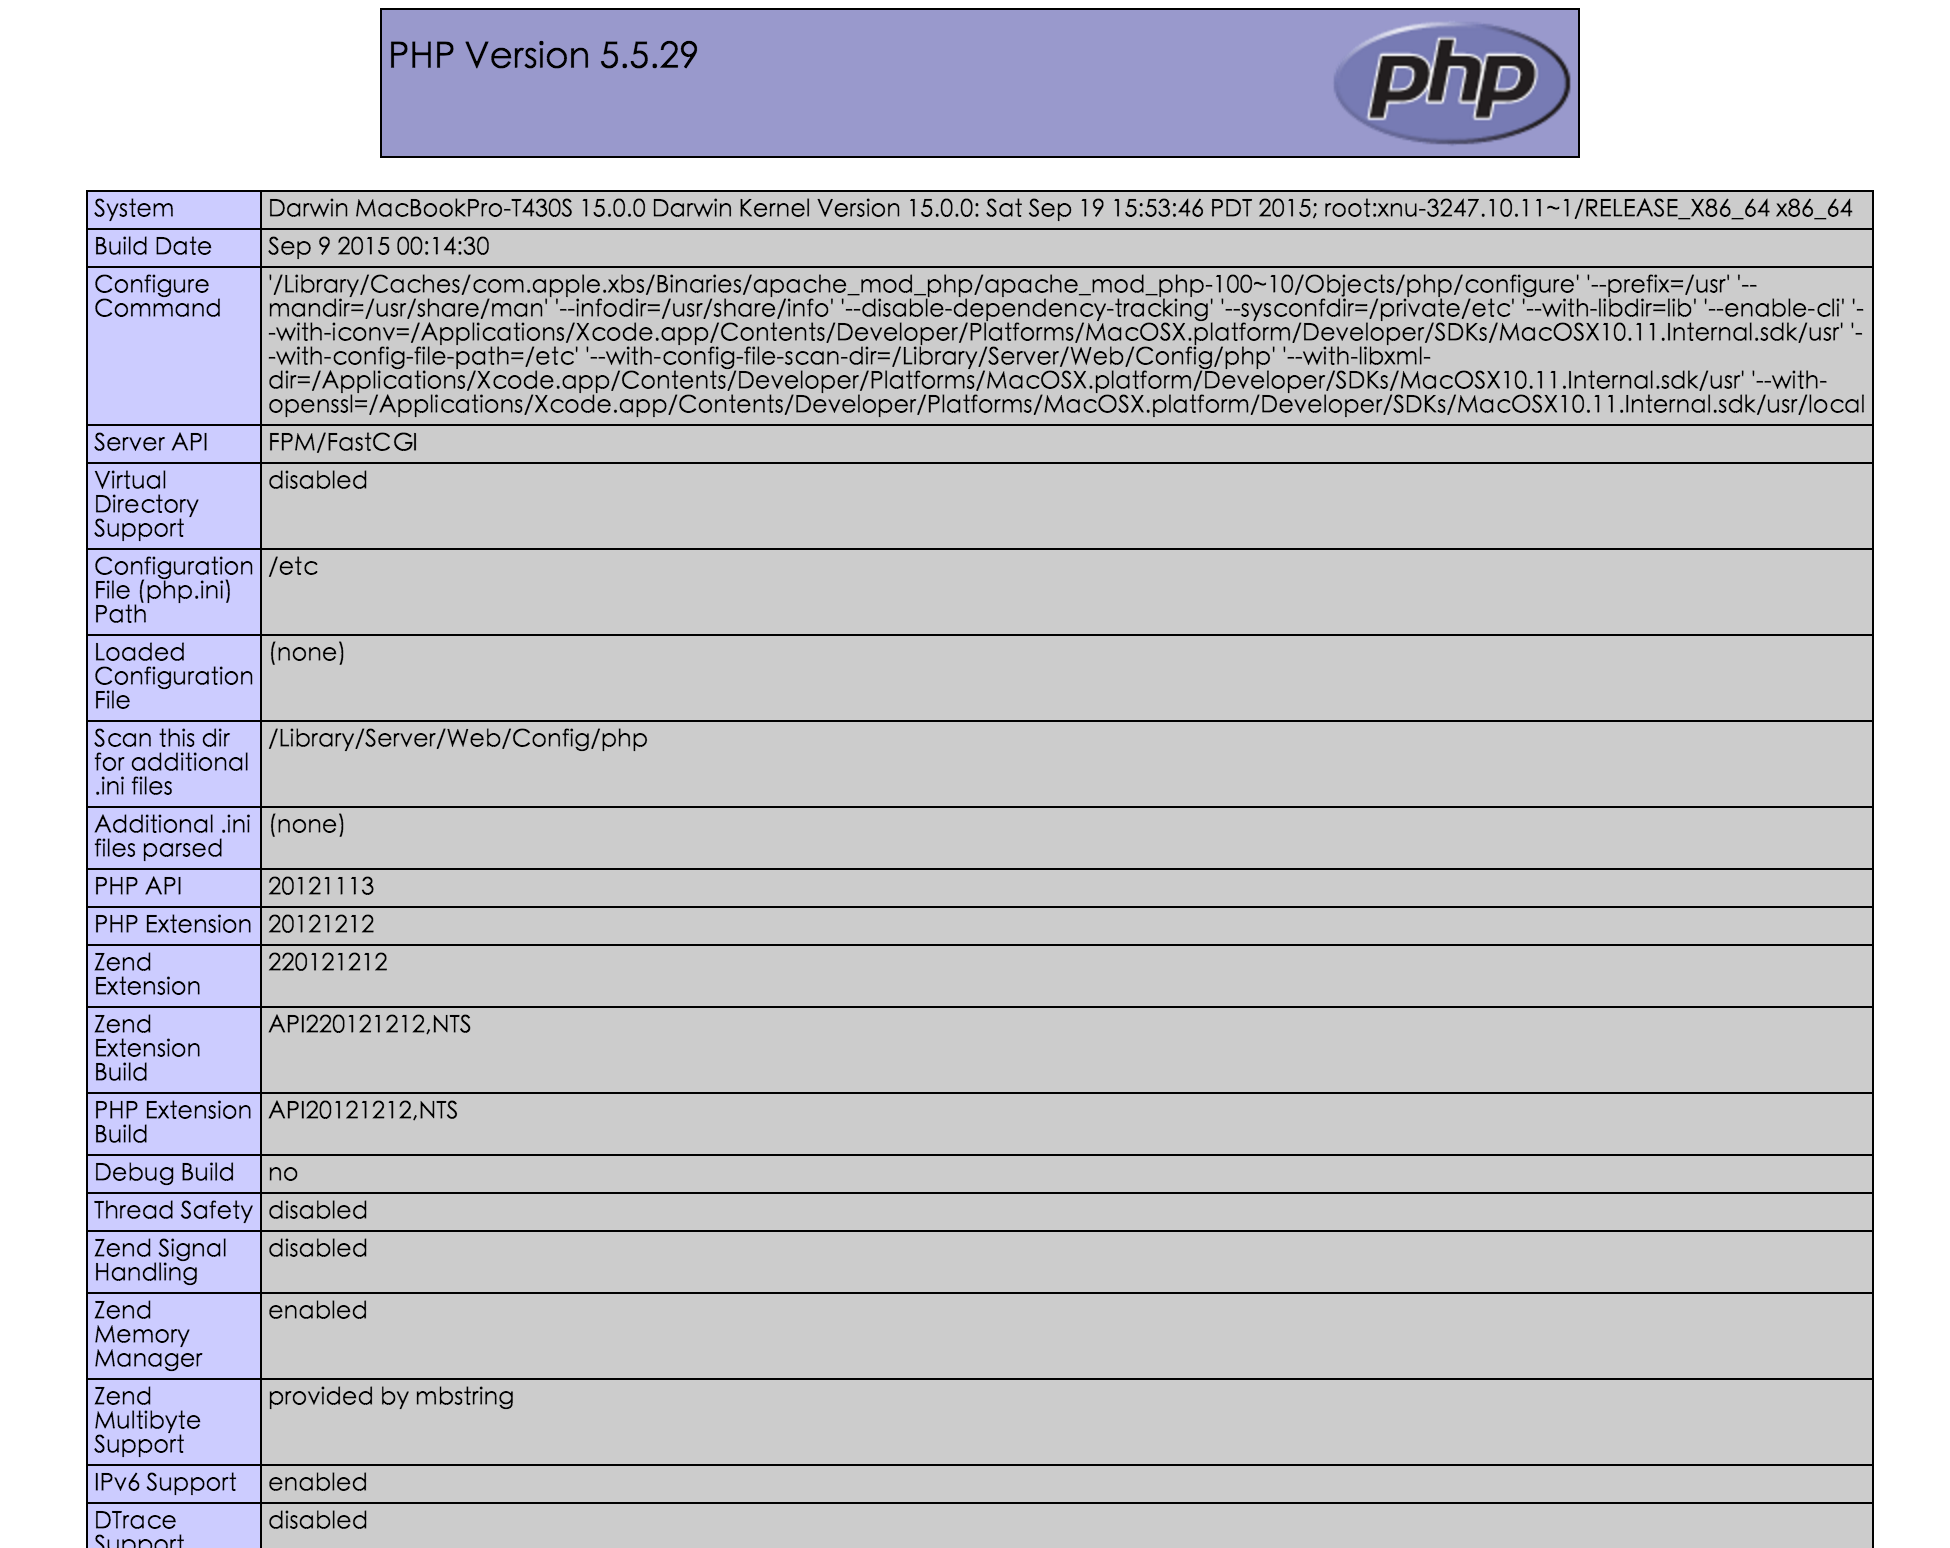 PHP Version 5.5.29
php
System
Darwin MacBookPro-T430S 15.0.0 Darwin Kernel Version 15.0.0: Sat Sep 19 15:53:46 PDT 2015; root:xnu-3247.10.11~1/RELEASE_X86_64 x86_64
Build Date
Sep 9 2015 00:14:30
Configure
Command
'/Library/Caches/com.apple.xbs/Binaries/apache_mod_php/apache_mod_php-100~10/Objects/php/configure' '--prefix=/usr' '--
mandir=/usr/share/man' '--infodir=/usr/share/info' '--disable-dependency-tracking' '--sysconfdir=/private/etc' '--with-libdir=lib' '--enable-cli' '-
-with-iconv=/Applications/Xcode.app/Contents/Developer/Platforms/MacOSX.platform/Developer/SDKs/MacOSX10.11.Internal.sdk/usr' '-
-with-config-file-path=/etc' '--with-config-file-scan-dir=/Library/Server/Web/Config/php' '--with-libxml-
dir=/Applications/Xcode.app/Contents/Developer/Platforms/MacOSX.platform/Developer/SDKs/MacOSX10.11.Internal.sdk/usr' '--with-
openssl=/Applications/Xcode.app/Contents/Developer/Platforms/MacOSX.platform/Developer/SDKs/MacOSX10.11.Internal.sdk/usr/local
Server API
FPM/FastCGI
Virtual
Directory
Support
disabled
Configuration
File (php.ini)
Path
/etc
Loaded
Configuration
File
(none)
Scan this dir
for additional
.ini files
/Library/Server/Web/Config/php
Additional .ini
files parsed
(none)
PHP API
20121113
PHP Extension
20121212
Zend
Extension
220121212
Zend
Extension
Build
API220121212,NTS
PHP Extension
Build
API20121212,NTS
Debug Build
no
Thread Safety
disabled
Zend Signal
Handling
disabled
Zend
Memory
Manager
enabled
Zend
Multibyte
Support
provided by mbstring
IPv6 Support
enabled
DTrace
Support
disabled